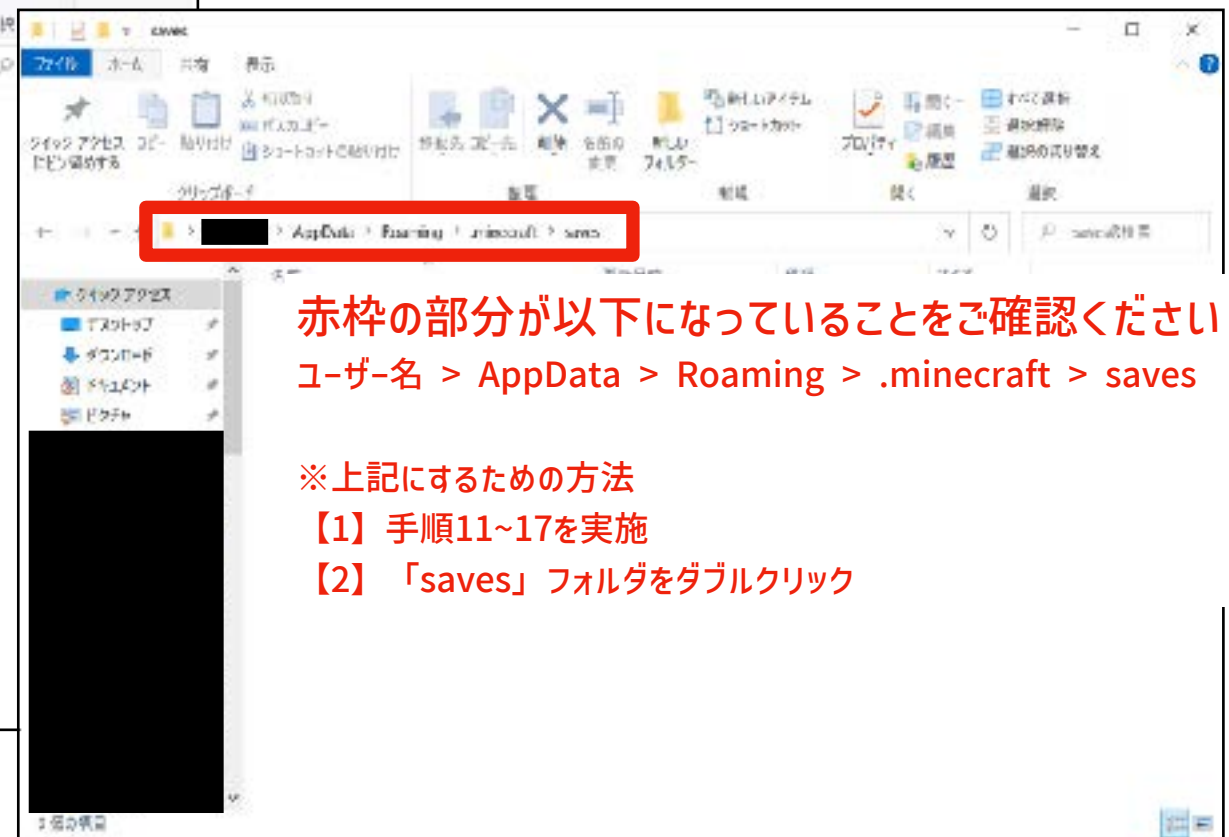 saves
ファイル ホーム 共有 表示
切り取り
パスのコピー
ショートカットの貼り付け
クイック アクセス
にピン留めする
コピー 貼り付け
移動先 コピー先 削除 名前の
変更
新しい
フォルダー
新しいアイテム
ショートカット
プロパティ
開く
編集
履歴
すべて選択
選択解除
選択の切り替え
クリップボード 整理 新規 開く 選択
> AppData > Roaming > .minecraft > saves
savesの検索
クイック アクセス
デスクトップ
ダウンロード
ドキュメント
ピクチャ
赤枠の部分が以下になっていることをご確認ください
ユーザー名 > AppData > Roaming > .minecraft > saves
※上記にするための方法
【1】手順11~17を実施
【2】「saves」フォルダをダブルクリック